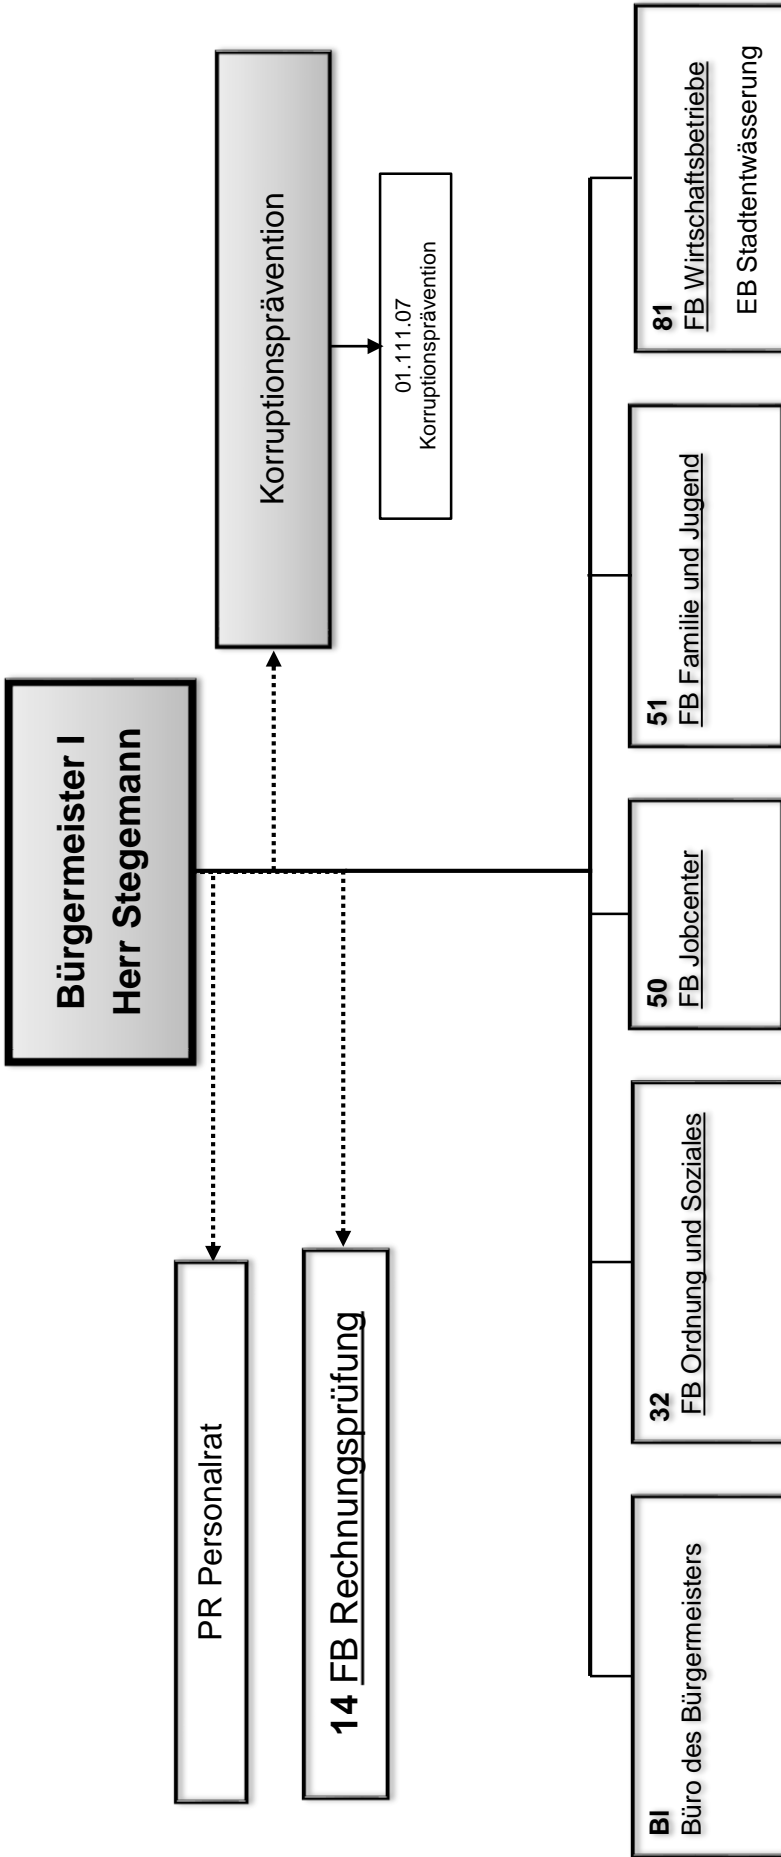 Bürgermeister I
Herr Stegemann
PR Personalrat
Korruptionsprävention
14 FB Rechnungsprüfung
01.111.07
Korruptionsprävention
BI
Büro des Bürgermeisters
32
FB Ordnung und Soziales
50
FB Jobcenter
51
FB Familie und Jugend
81
FB Wirtschaftsbetriebe
EB Stadtentwässerung